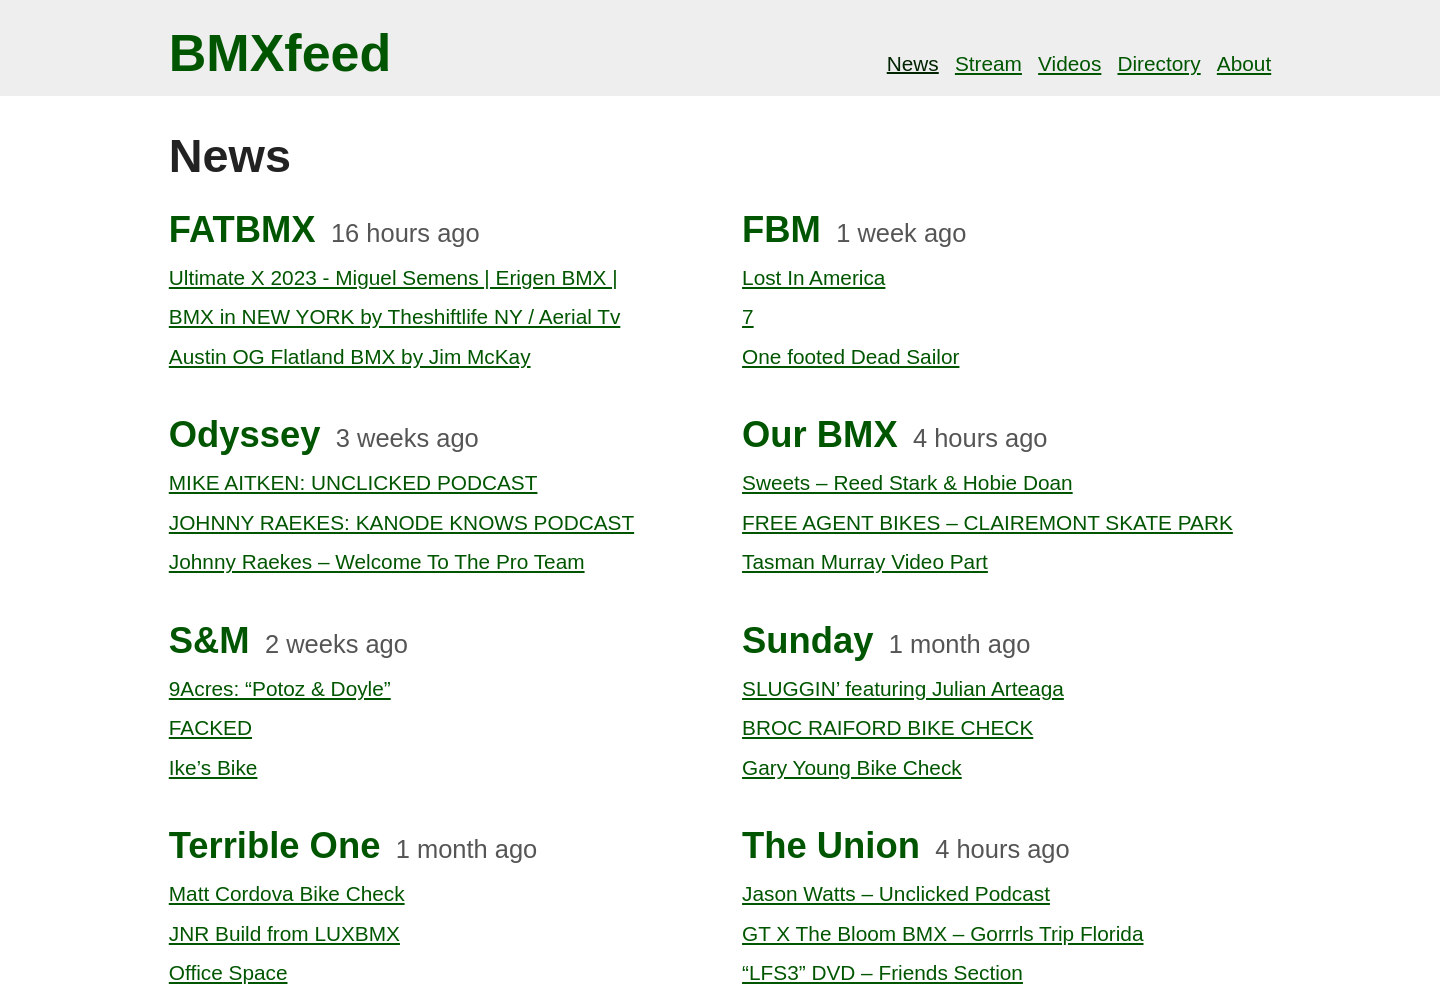 BMXfeed
News Stream Videos Directory About
News
FATBMX 16 hours ago
Ultimate X 2023 - Miguel Semens | Erigen BMX |
BMX in NEW YORK by Theshiftlife NY / Aerial Tv
Austin OG Flatland BMX by Jim McKay
FBM 1 week ago
Lost In America
7
One footed Dead Sailor
Odyssey 3 weeks ago
MIKE AITKEN: UNCLICKED PODCAST
JOHNNY RAEKES: KANODE KNOWS PODCAST
Johnny Raekes – Welcome To The Pro Team
Our BMX 4 hours ago
Sweets – Reed Stark & Hobie Doan
FREE AGENT BIKES – CLAIREMONT SKATE PARK
Tasman Murray Video Part
S&M 2 weeks ago
9Acres: “Potoz & Doyle”
FACKED
Ike’s Bike
Sunday 1 month ago
SLUGGIN’ featuring Julian Arteaga
BROC RAIFORD BIKE CHECK
Gary Young Bike Check
Terrible One 1 month ago
Matt Cordova Bike Check
JNR Build from LUXBMX
Office Space
The Union 4 hours ago
Jason Watts – Unclicked Podcast
GT X The Bloom BMX – Gorrrls Trip Florida
“LFS3” DVD – Friends Section